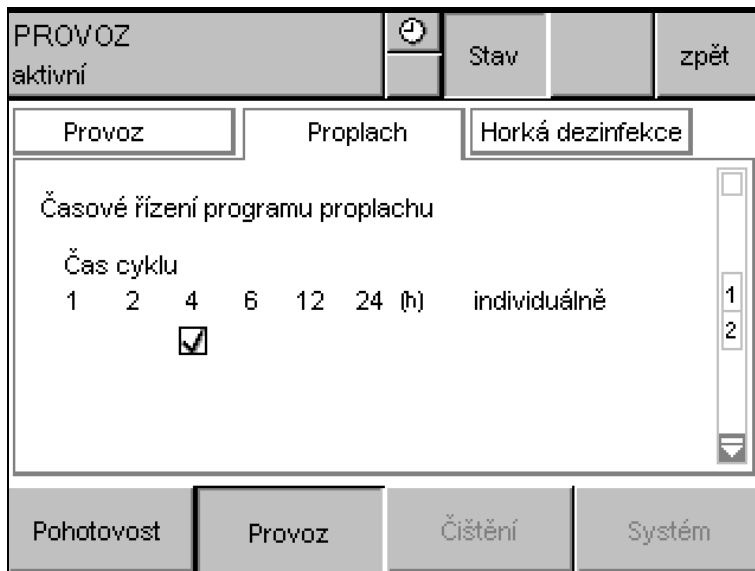 PROVOZ
aktivní
Stav
zpět
Provoz
Proplach
Horká dezinfekce
Časové řízení programu proplachu
Čas cyklu
1 2 4 6 12 24 (h) individuálně
1
2
Pohotovost
Provoz
Čištění
Systém